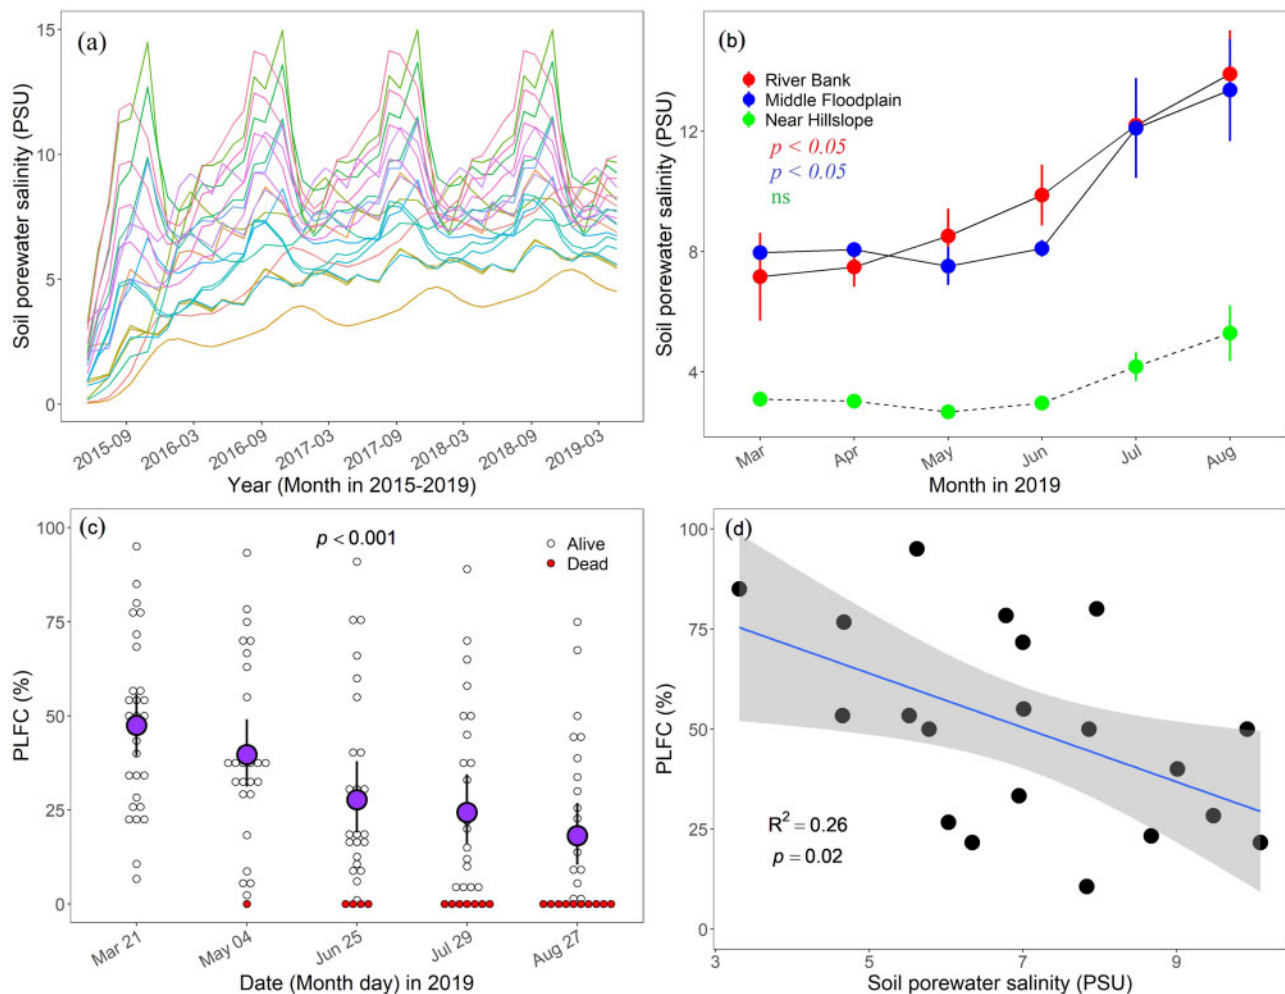 (a)
Soil porewater salinity (PSU)
15
10
5
0
2015-09
2016-03
2016-09
2017-03
2017-09
2018-03
2018-09
2019-03
Year (Month in 2015-2019)
(b)
Soil porewater salinity (PSU)
River Bank
Middle Floodplain
Near Hillslope
p < 0.05
p < 0.05
ns
12
8
4
Mar
Apr
May
Jun
Jul
Aug
Month in 2019
(c)
PLFC (%)
p < 0.001
Alive
Dead
100
75
50
25
0
Mar 21
May 04
Jun 25
Jul 29
Aug 27
Date (Month day) in 2019
(d)
PLFC (%)
100
75
50
25
0
R² = 0.26
p = 0.02
3
5
7
9
Soil porewater salinity (PSU)